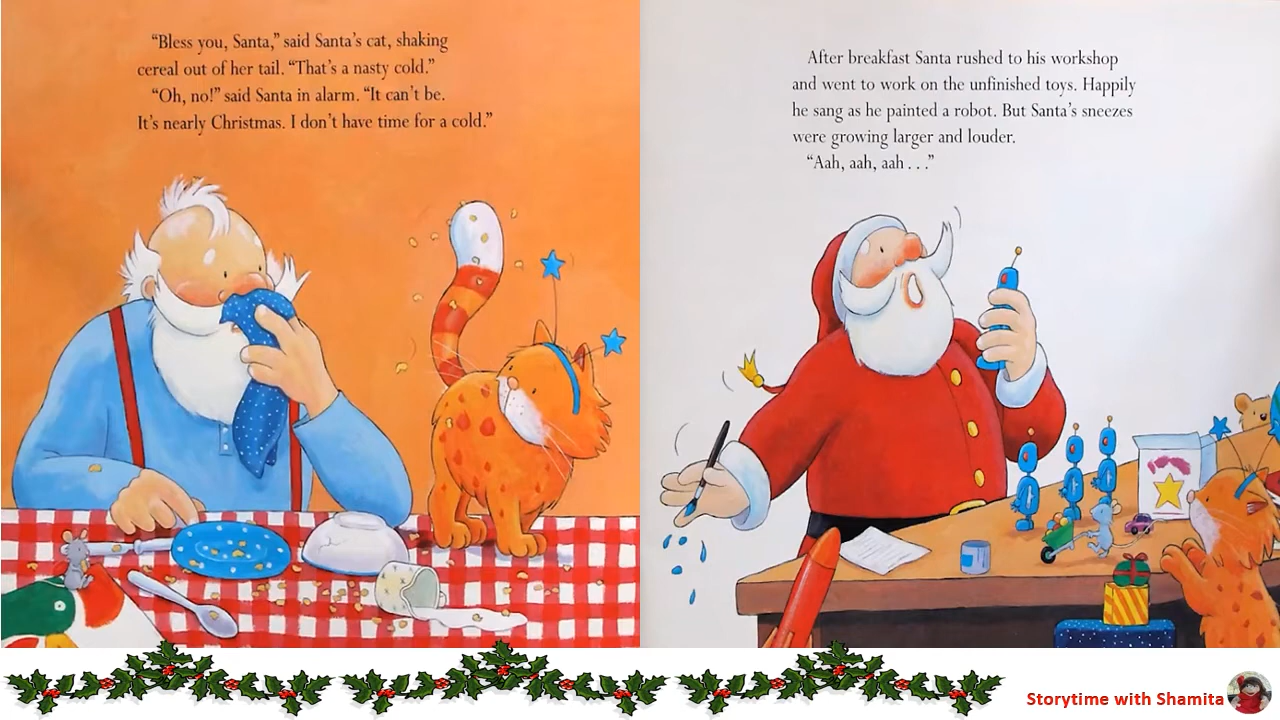 “Bless you, Santa,” said Santa’s cat, shaking
cereal out of her tail. “That’s a nasty cold.”
“Oh, no!” said Santa in alarm. “It can’t be.
It’s nearly Christmas. I don’t have time for a cold.”
After breakfast Santa rushed to his workshop
and went to work on the unfinished toys. Happily
he sang as he painted a robot. But Santa’s sneezes
were growing larger and louder.
“Aah, aah, aah . . .”
Storytime with Shamita